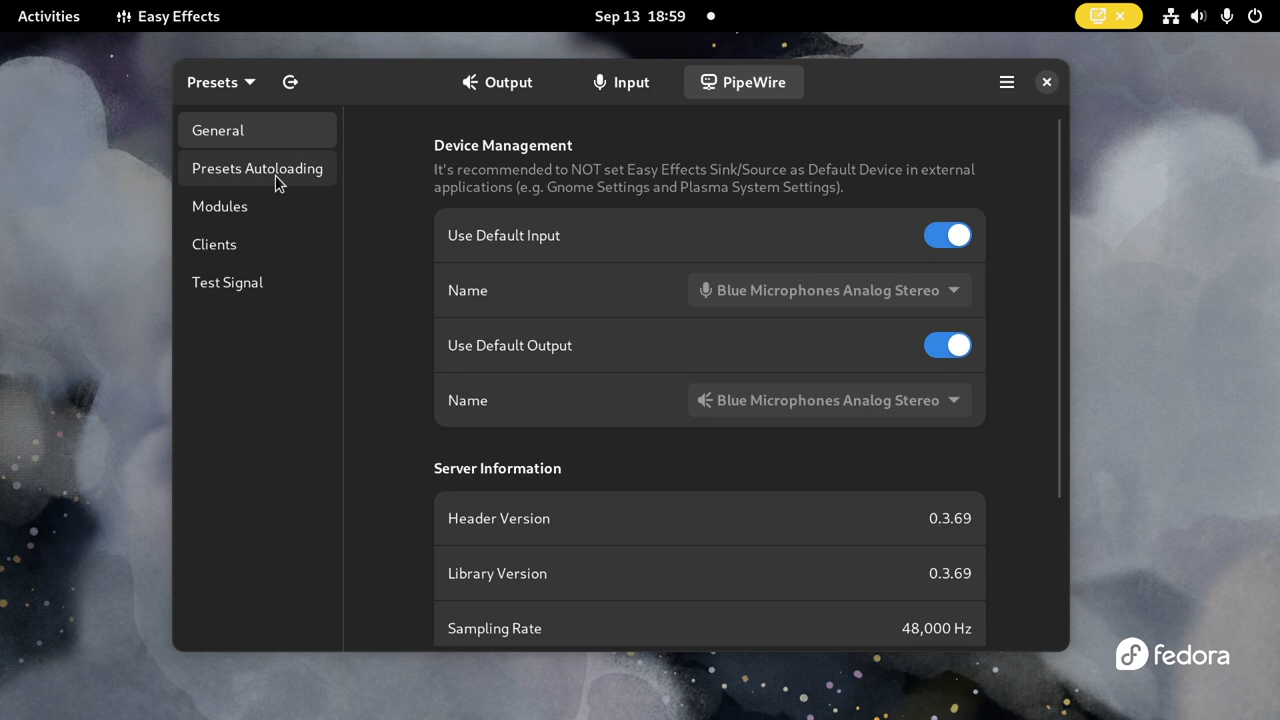 Activities
Easy Effects
Sep 13 18:59
Presets
Output
Input
PipeWire
General
Presets Autoloading
Modules
Clients
Test Signal
Device Management
It's recommended to NOT set Easy Effects Sink/Source as Default Device in external
applications (e.g. Gnome Settings and Plasma System Settings).
Use Default Input
Name
Blue Microphones Analog Stereo
Use Default Output
Name
Blue Microphones Analog Stereo
Server Information
Header Version
0.3.69
Library Version
0.3.69
Sampling Rate
48,000 Hz
fedora